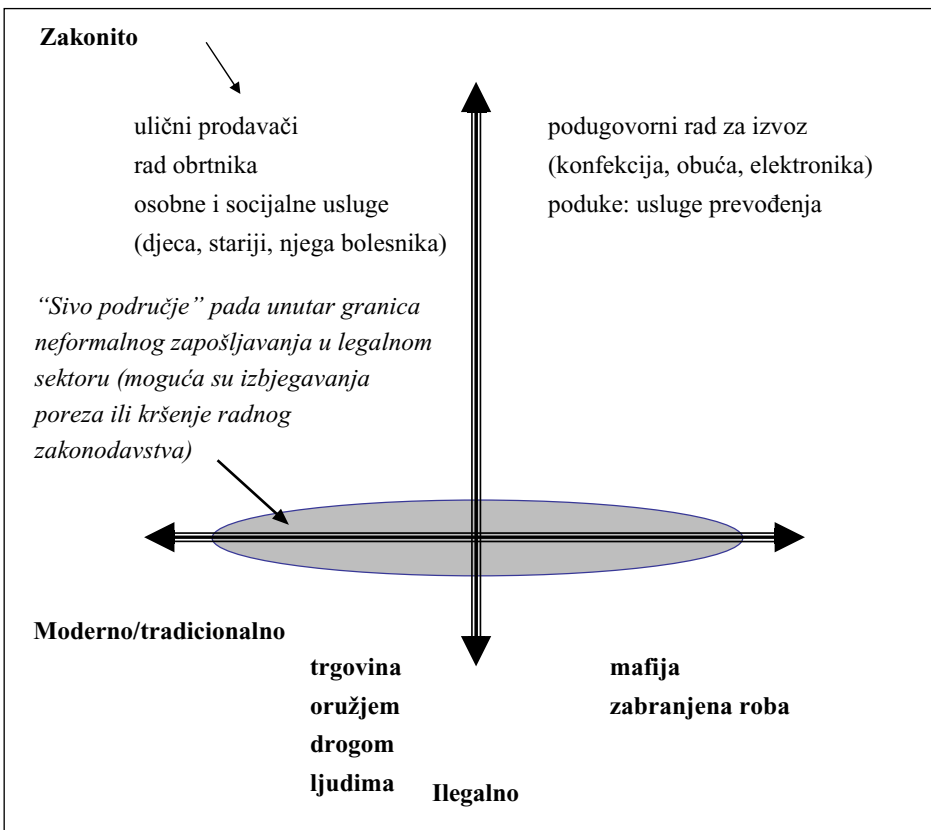 Zakonito
ulični prodavači
rad obrtnika
osobne i socijalne usluge
(djeca, stariji, njega bolesnika)
podugovorni rad za izvoz
(konfekcija, obuća, elektronika)
poduke: usluge prevođenja
“Sivo područje” pada unutar granica
neformalnog zapošljavanja u legalnom
sektoru (moguća su izbjegavanja
poreza ili kršenje radnog
zakonodavstva)
Moderno/tradicionalno
trgovina
oružjem
drogom
ljudima
mafija
zabranjena roba
Ilegalno